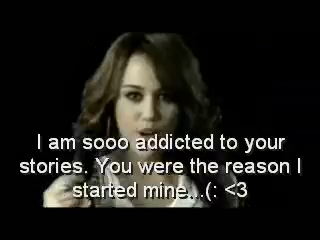 I am sooo addicted to your
stories. You were the reason I
started mine...(: <3